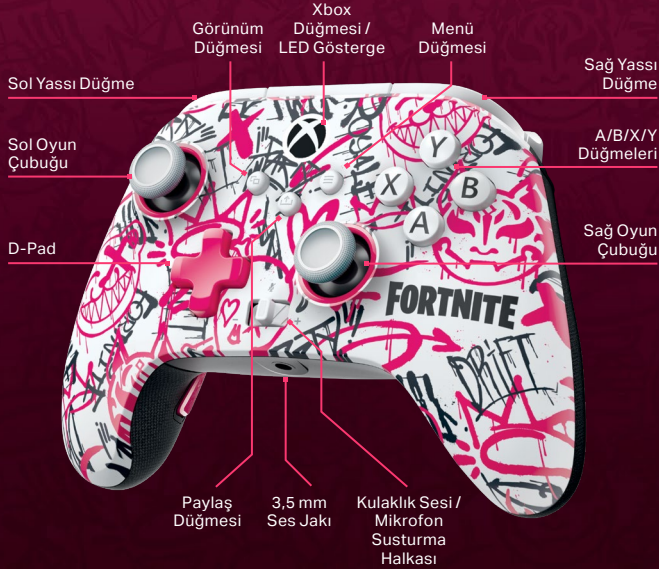 Xbox
Düğmesi /
LED Gösterge
Görünüm
Düğmesi
Menü
Düğmesi
Sol Yassı Düğme
Sağ Yassı
Düğme
Sol Oyun
Çubuğu
A/B/X/Y
Düğmeleri
Y
X
B
A
D-Pad
Sağ Oyun
Çubuğu
FORTNITE
DRIFT
Paylaş
Düğmesi
3,5 mm
Ses Jakı
Kulaklık Sesi /
Mikrofon
Susturma
Halkası